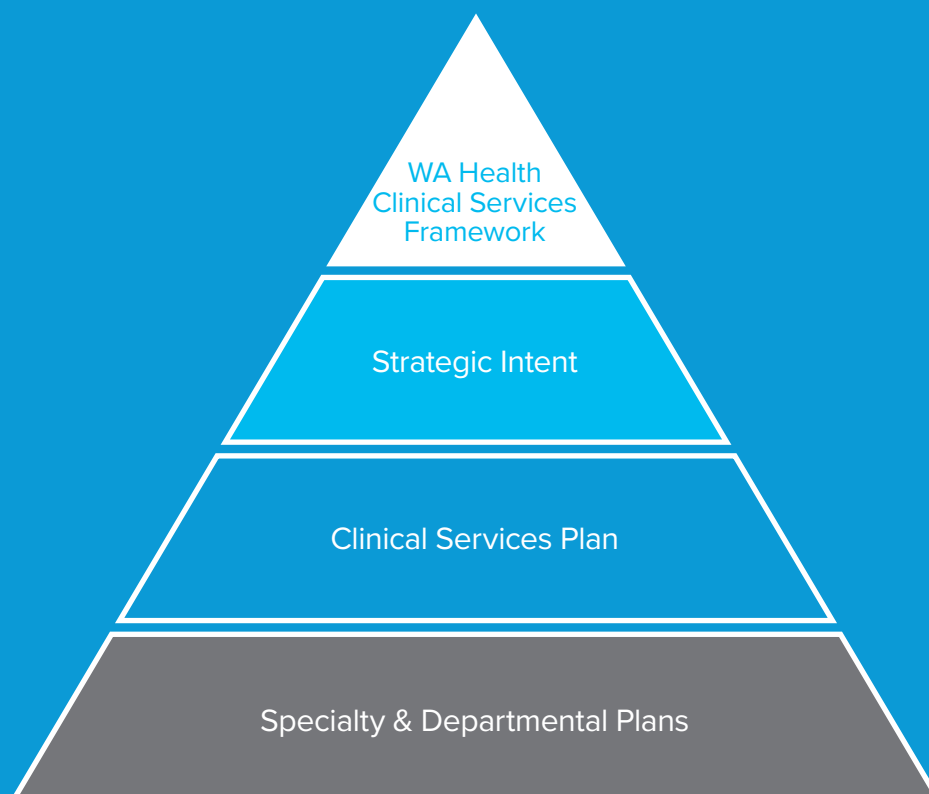 WA Health
Clinical Services
Framework
Strategic Intent
Clinical Services Plan
Specialty & Departmental Plans